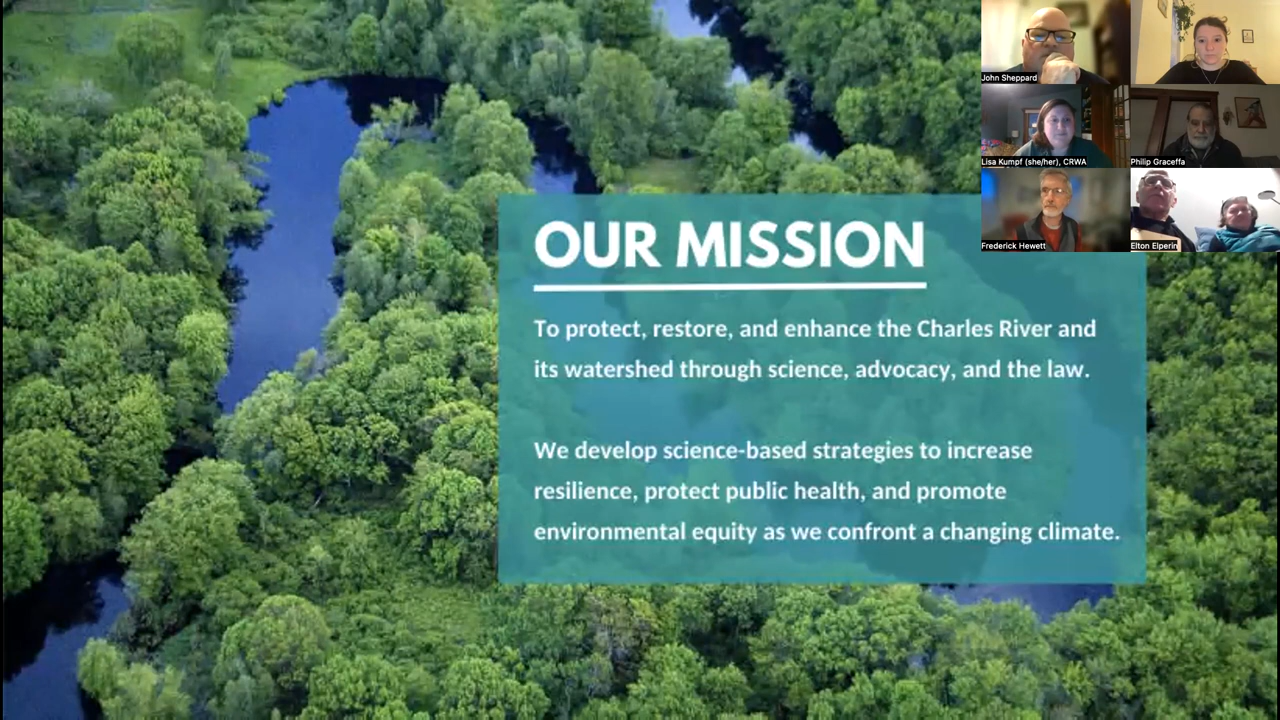 John Sheppard
Lisa Kumpf (she/her), CRWA
Philip Graceffa
Frederick Hewett
Elton Elperin
OUR MISSION
To protect, restore, and enhance the Charles River and
its watershed through science, advocacy, and the law.
We develop science-based strategies to increase
resilience, protect public health, and promote
environmental equity as we confront a changing climate.